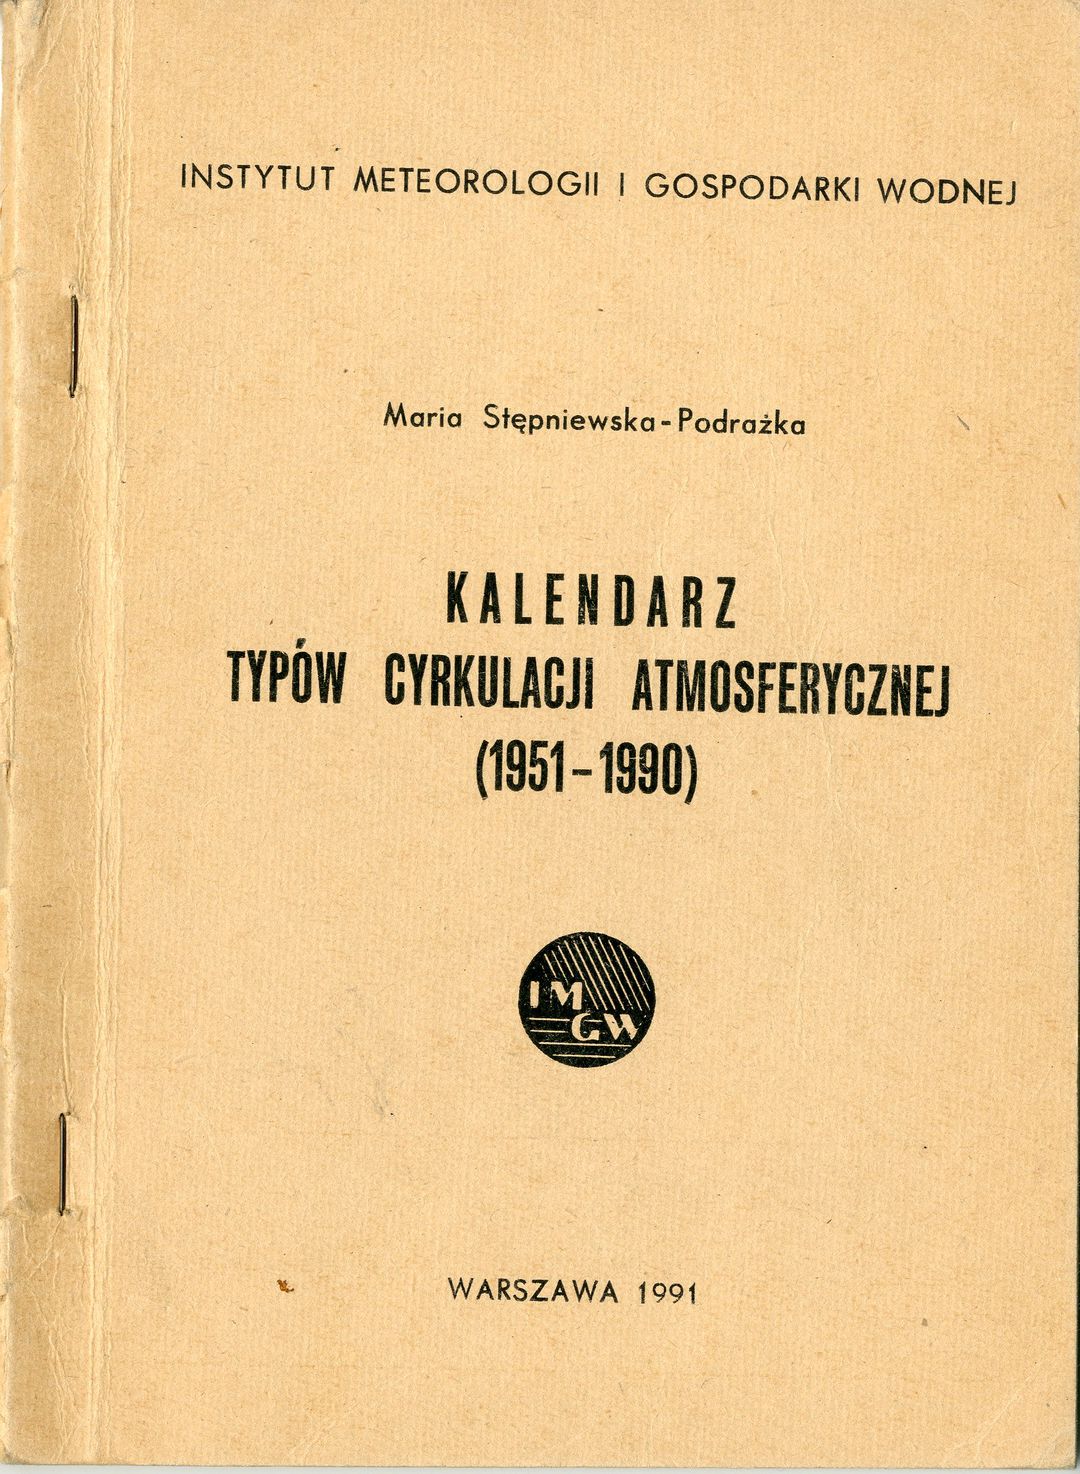 INSTYTUT METEOROLOGII I GOSPODARKI WODNEJ
Maria Stępniewska-Podrażka
KALENDARZ
TYPÓW CYRKULACJI ATMOSFERYCZNEJ
(1951-1990)
IM
GW
WARSZAWA 1991